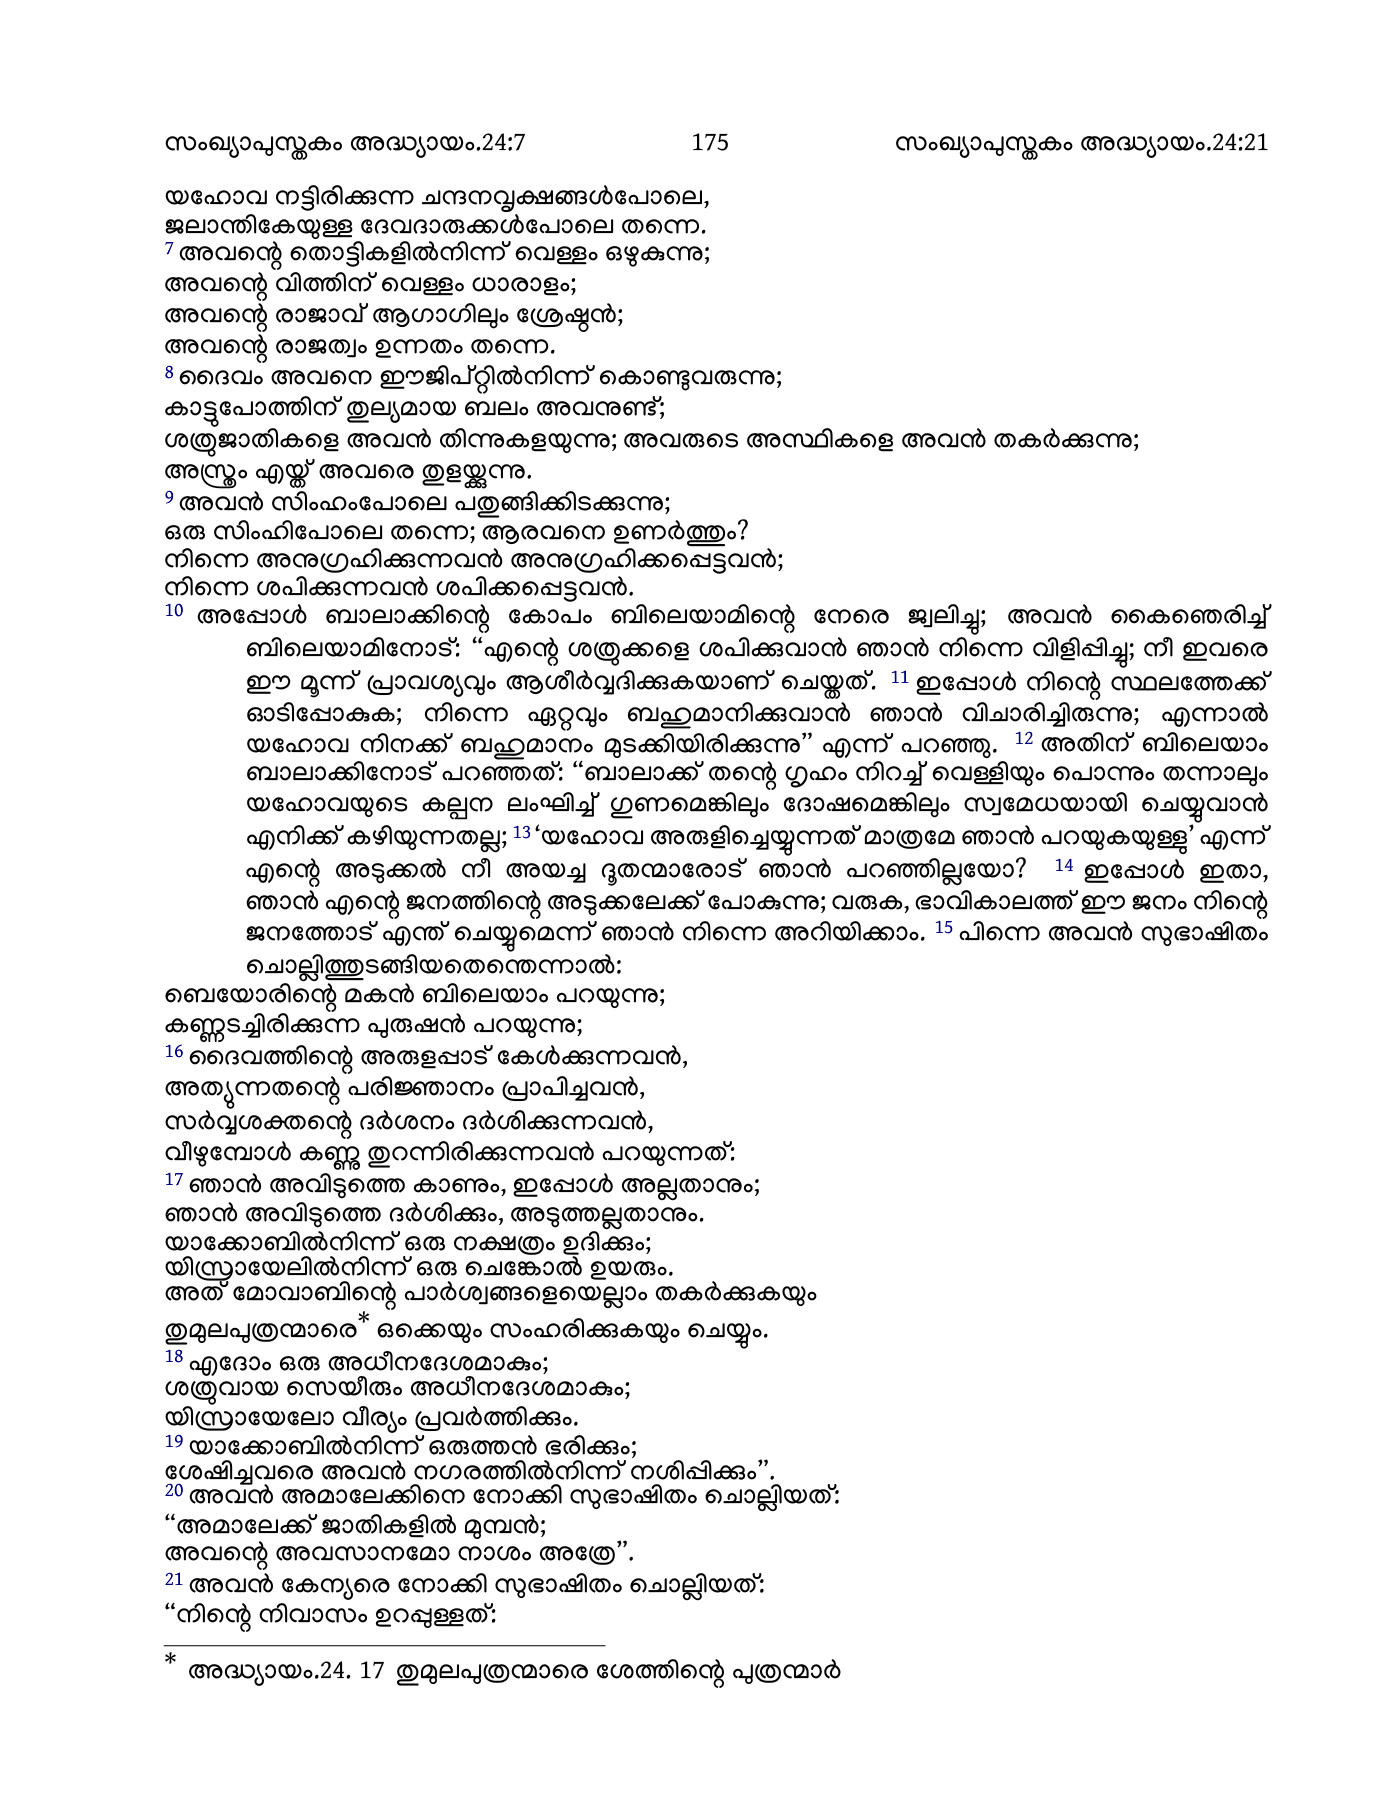 സംഖ്യാപുസ്തകം അദ്ധ്യായം.24:7 175 സംഖ്യാപുസ്തകം അദ്ധ്യായം.24:21
യഹോവ നട്ടിരിക്കുന്ന ചന്ദനവൃക്ഷങ്ങൾപോലെ,
ജലാന്തികേയുള്ള ദേവദാരുക്കൾപോലെ തന്നെ.
7 അവന്റെ തൊട്ടികളിൽനിന്ന് വെള്ളം ഒഴുകുന്നു;
അവന്റെ വിത്തിന് വെള്ളം ധാരാളം;
അവന്റെ രാജാവ് ആഗാഗിലും ശ്രേഷ്ഠൻ;
അവന്റെ രാജത്വം ഉന്നതം തന്നെ.
8 ദൈവം അവനെ ഈജിപ്റ്റിൽനിന്ന് കൊണ്ടുവരുന്നു;
കാട്ടുപോത്തിന് തുല്യമായ ബലം അവനുണ്ട്;
ശത്രുജാതികളെ അവൻ തിന്നുകളയുന്നു; അവരുടെ അസ്ഥികളെ അവൻ തകർക്കുന്നു;
അസ്ത്രം എയ്ത് അവരെ തുളയ്ക്കുന്നു.
9 അവൻ സിംഹംപോലെ പതുങ്ങിക്കിടക്കുന്നു;
ഒരു സിംഹിപോലെ തന്നെ; ആരവനെ ഉണർത്തും?
നിന്നെ അനുഗ്രഹിക്കുന്നവൻ അനുഗ്രഹിക്കപ്പെട്ടവൻ;
നിന്നെ ശപിക്കുന്നവൻ ശപിക്കപ്പെട്ടവൻ.
10 അപ്പോൾ ബാലാക്കിന്റെ കോപം ബിലെയാമിന്റെ നേരെ ജ്വലിച്ചു; അവൻ കൈഞെരിച്ച്
ബിലെയാമിനോട്: “എന്റെ ശത്രുക്കളെ ശപിക്കുവാൻ ഞാൻ നിന്നെ വിളിപ്പിച്ചു; നീ ഇവരെ
ഈ മൂന്ന് പ്രാവശ്യവും ആശീർവ്വദിക്കുകയാണ് ചെയ്തത്. 11 ഇപ്പോൾ നിന്റെ സ്ഥലത്തേക്ക്
ഓടിപ്പോകുക; നിന്നെ ഏറ്റവും ബഹുമാനിക്കുവാൻ ഞാൻ വിചാരിച്ചിരുന്നു; എന്നാൽ
യഹോവ നിനക്ക് ബഹുമാനം മുടക്കിയിരിക്കുന്നു” എന്ന് പറഞ്ഞു. 12 അതിന് ബിലെയാം
ബാലാക്കിനോട് പറഞ്ഞത്: “ബാലാക്ക് തന്റെ ഗൃഹം നിറച്ച് വെള്ളിയും പൊന്നും തന്നാലും
യഹോവയുടെ കല്പന ലംഘിച്ച് ഗുണമെങ്കിലും ദോഷമെങ്കിലും സ്വമേധയായി ചെയ്യുവാൻ
എനിക്ക് കഴിയുന്നതല്ല; 13 ‘യഹോവ അരുളിച്ചെയ്യുന്നത് മാത്രമേ ഞാൻ പറയുകയുള്ളു’ എന്ന്
എന്റെ അടുക്കൽ നീ അയച്ച ദൂതന്മാരോട് ഞാൻ പറഞ്ഞില്ലയോ? 14 ഇപ്പോൾ ഇതാ,
ഞാൻ എന്റെ ജനത്തിന്റെ അടുക്കലേക്ക് പോകുന്നു; വരുക, ഭാവികാലത്ത് ഈ ജനം നിന്റെ
ജനത്തോട് എന്ത് ചെയ്യുമെന്ന് ഞാൻ നിന്നെ അറിയിക്കാം. 15 പിന്നെ അവൻ സുഭാഷിതം
ചൊല്ലിത്തുടങ്ങിയതെന്തെന്നാൽ:
ബെയോരിന്റെ മകൻ ബിലെയാം പറയുന്നു;
കണ്ണടച്ചിരിക്കുന്ന പുരുഷൻ പറയുന്നു;
16 ദൈവത്തിന്റെ അരുളപ്പാട് കേൾക്കുന്നവൻ,
അത്യുന്നതന്റെ പരിജ്ഞാനം പ്രാപിച്ചവൻ,
സർവ്വശക്തന്റെ ദർശനം ദർശിക്കുന്നവൻ,
വീഴുമ്പോൾ കണ്ണു തുറന്നിരിക്കുന്നവൻ പറയുന്നത്:
17 ഞാൻ അവിടുത്തെ കാണും, ഇപ്പോൾ അല്ലതാനും;
ഞാൻ അവിടുത്തെ ദർശിക്കും, അടുത്തല്ലതാനും.
യാക്കോബിൽനിന്ന് ഒരു നക്ഷത്രം ഉദിക്കും;
യിസ്രായേലിൽനിന്ന് ഒരു ചെങ്കോൽ ഉയരും.
അത് മോവാബിന്റെ പാർശ്വങ്ങളെയെല്ലാം തകർക്കുകയും
തുമുലപുത്രന്മാരെ* ഒക്കെയും സംഹരിക്കുകയും ചെയ്യും.
18 എദോം ഒരു അധീനദേശമാകും;
ശത്രുവായ സെയീരും അധീനദേശമാകും;
യിസ്രായേലോ വീര്യം പ്രവർത്തിക്കും.
19 യാക്കോബിൽനിന്ന് ഒരുത്തൻ ഭരിക്കും;
ശേഷിച്ചവരെ അവൻ നഗരത്തിൽനിന്ന് നശിപ്പിക്കും”.
20 അവൻ അമാലേക്കിനെ നോക്കി സുഭാഷിതം ചൊല്ലിയത്:
“അമാലേക്ക് ജാതികളിൽ മുമ്പൻ;
അവന്റെ അവസാനമോ നാശം അത്രേ”.
21 അവൻ കേന്യരെ നോക്കി സുഭാഷിതം ചൊല്ലിയത്:
“നിന്റെ നിവാസം ഉറപ്പുള്ളത്:
* അദ്ധ്യായം.24. 17 തുമുലപുത്രന്മാരെ ശേത്തിന്റെ പുത്രന്മാർ